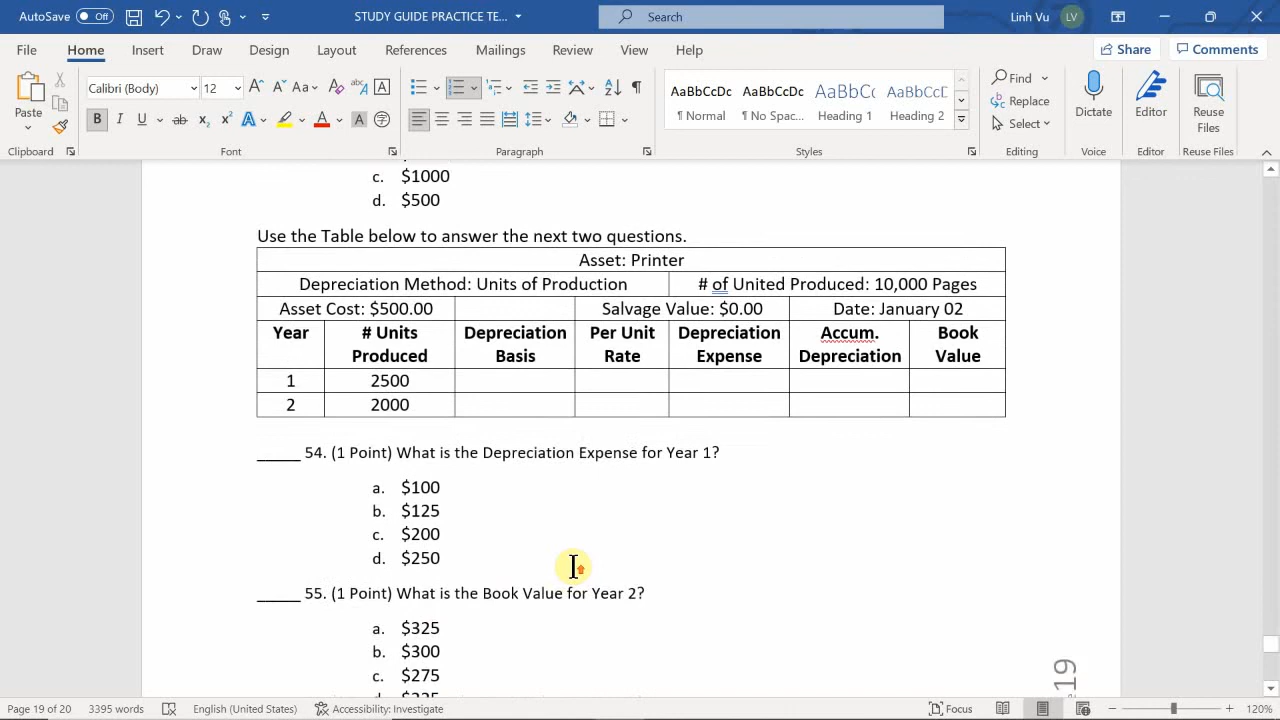 AutoSave Off STUDY GUIDE PRACTICE TE... Search Linh Vu LV
File Home Insert Draw Design Layout References Mailings Review View Help Share Comments
Paste Calibri (Body) 12 A A Aa A A
B I U ab x₂ x² A A A
AaBbCcDc AaBbCcDc AaBbCc AaBbCcD
¶ Normal ¶ No Spac... Heading 1 Heading 2
Find Replace Select Dictate Editor Reuse Files
Clipboard Font Paragraph Styles Editing Voice Editor Reuse Files
c. $1000
d. $500
Use the Table below to answer the next two questions.
Asset: Printer
Depreciation Method: Units of Production # of United Produced: 10,000 Pages
Asset Cost: $500.00 Salvage Value: $0.00 Date: January 02
Year # Units Produced Depreciation Basis Per Unit Rate Depreciation Expense Accum. Depreciation Book Value
1 2500
2 2000
_____ 54. (1 Point) What is the Depreciation Expense for Year 1?
a. $100
b. $125
c. $200
d. $250
_____ 55. (1 Point) What is the Book Value for Year 2?
a. $325
b. $300
c. $275
19
Page 19 of 20 3395 words English (United States) Accessibility: Investigate Focus 120%